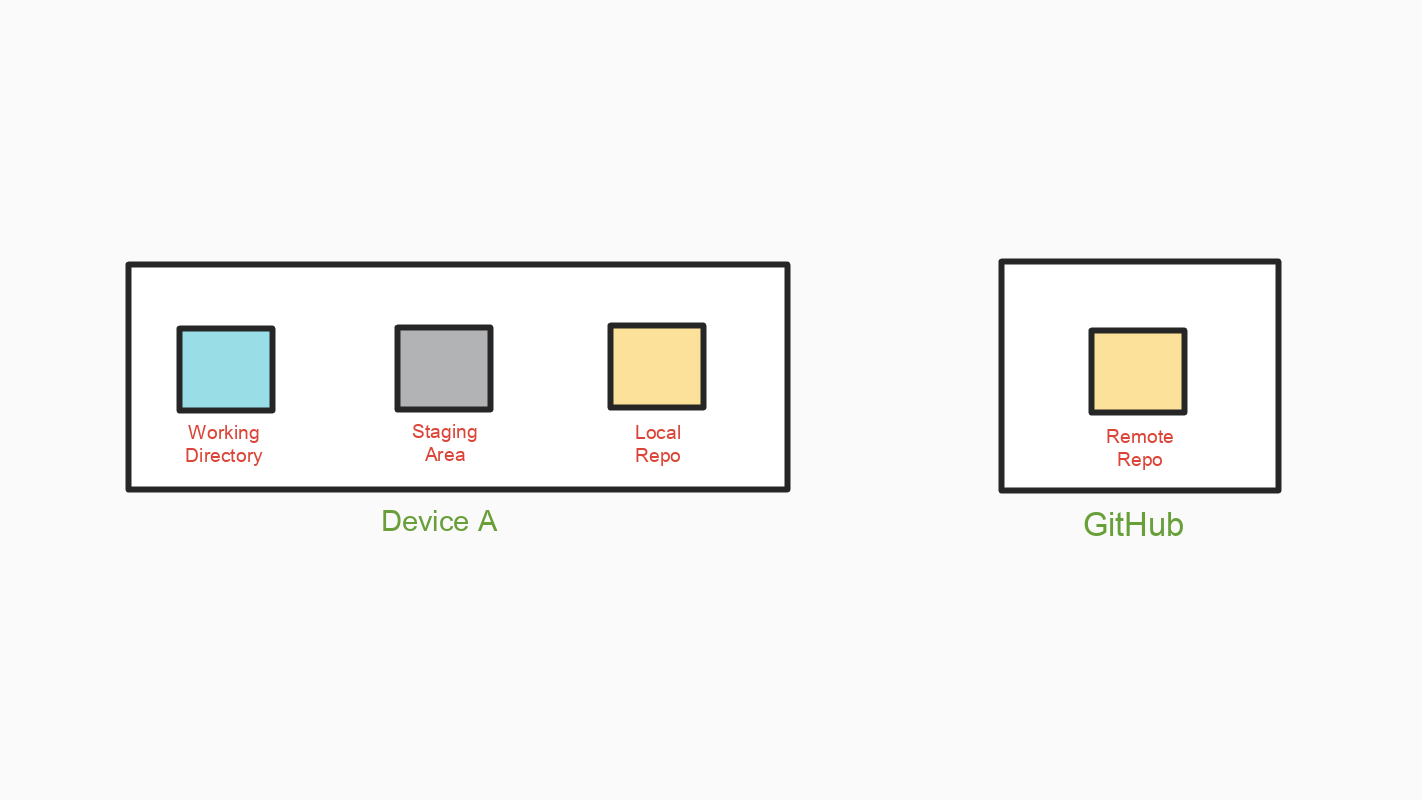 Working
Directory
Staging
Area
Local
Repo
Device A
Remote
Repo
GitHub